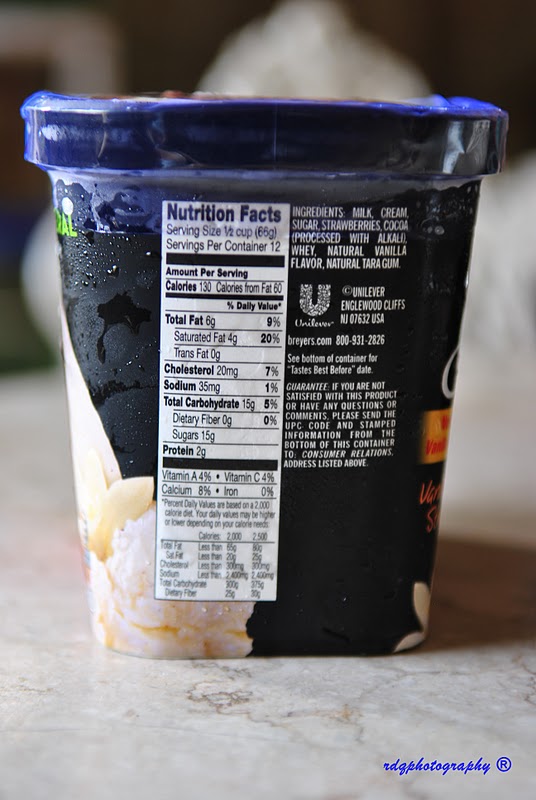 Nutrition Facts
Serving Size ½ cup (66g)
Servings Per Container 12
Amount Per Serving
Calories 130 Calories from Fat 60
% Daily Value*
Total Fat 6g 9%
Saturated Fat 4g 20%
Trans Fat 0g
Cholesterol 20mg 7%
Sodium 35mg 1%
Total Carbohydrate 15g 5%
Dietary Fiber 0g 0%
Sugars 15g
Protein 2g
Vitamin A 4% • Vitamin C 4%
Calcium 8% • Iron 0%
*Percent Daily Values are based on a 2,000
calorie diet. Your daily values may be higher
or lower depending on your calorie needs:
Calories: 2,000 2,500
Total Fat Less than 65g 80g
Sat Fat Less than 20g 25g
Cholesterol Less than 300mg 300mg
Sodium Less than 2,400mg 2,400mg
Total Carbohydrate 300g 375g
Dietary Fiber 25g 30g
INGREDIENTS: MILK, CREAM,
SUGAR, STRAWBERRIES, COCOA
(PROCESSED WITH ALKALI),
WHEY, NATURAL VANILLA
FLAVOR, NATURAL TARA GUM.
Unilever
©UNILEVER
ENGLEWOOD CLIFFS
NJ 07632 USA
breyers.com 800-931-2826
See bottom of container for
"Tastes Best Before" date.
GUARANTEE: IF YOU ARE NOT
SATISFIED WITH THIS PRODUCT
OR HAVE ANY QUESTIONS OR
COMMENTS, PLEASE SEND THE
UPC CODE AND STAMPED
INFORMATION FROM THE
BOTTOM OF THIS CONTAINER
TO: CONSUMER RELATIONS,
ADDRESS LISTED ABOVE.
rdqphotography ®